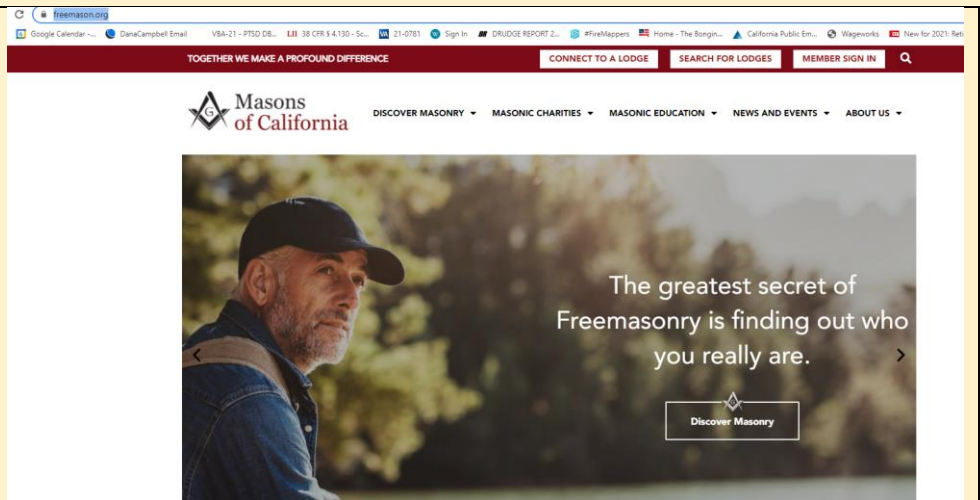 freemason.org
Google Calendar -... DanaCampbell Email VBA-21 - PTSD DB... LII 38 CFR § 4.130 - Sc... 21-0781 Sign In DRUDGE REPORT 2... #FireMappers Home - The Bongin... California Public Em... Wageworks New for 2021: Reti
TOGETHER WE MAKE A PROFOUND DIFFERENCE CONNECT TO A LODGE SEARCH FOR LODGES MEMBER SIGN IN
Masons
of California
DISCOVER MASONRY MASONIC CHARITIES MASONIC EDUCATION NEWS AND EVENTS ABOUT US
G
The greatest secret of
Freemasonry is finding out who
you really are.
Discover Masonry